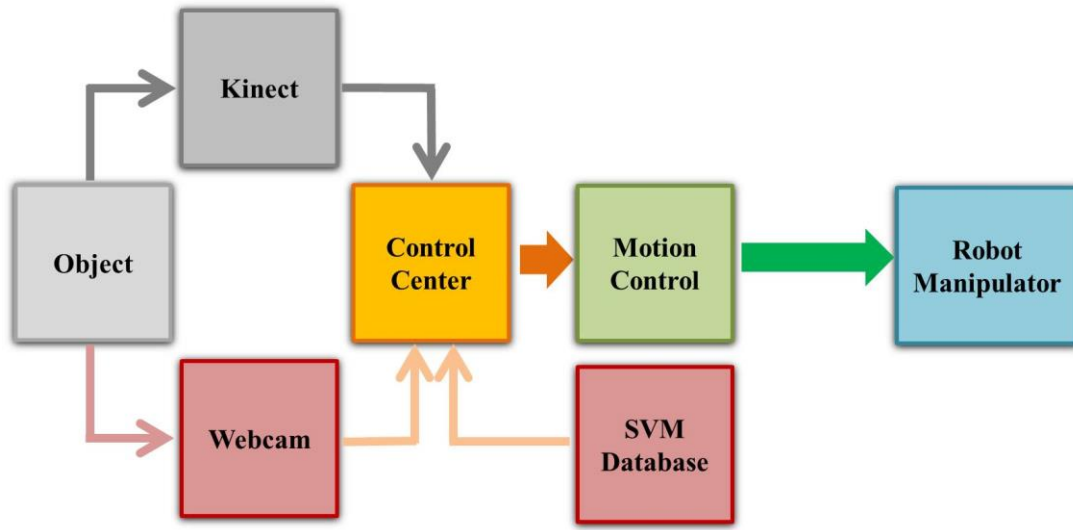 Kinect
Object
Control
Center
Motion
Control
Robot
Manipulator
Webcam
SVM
Database